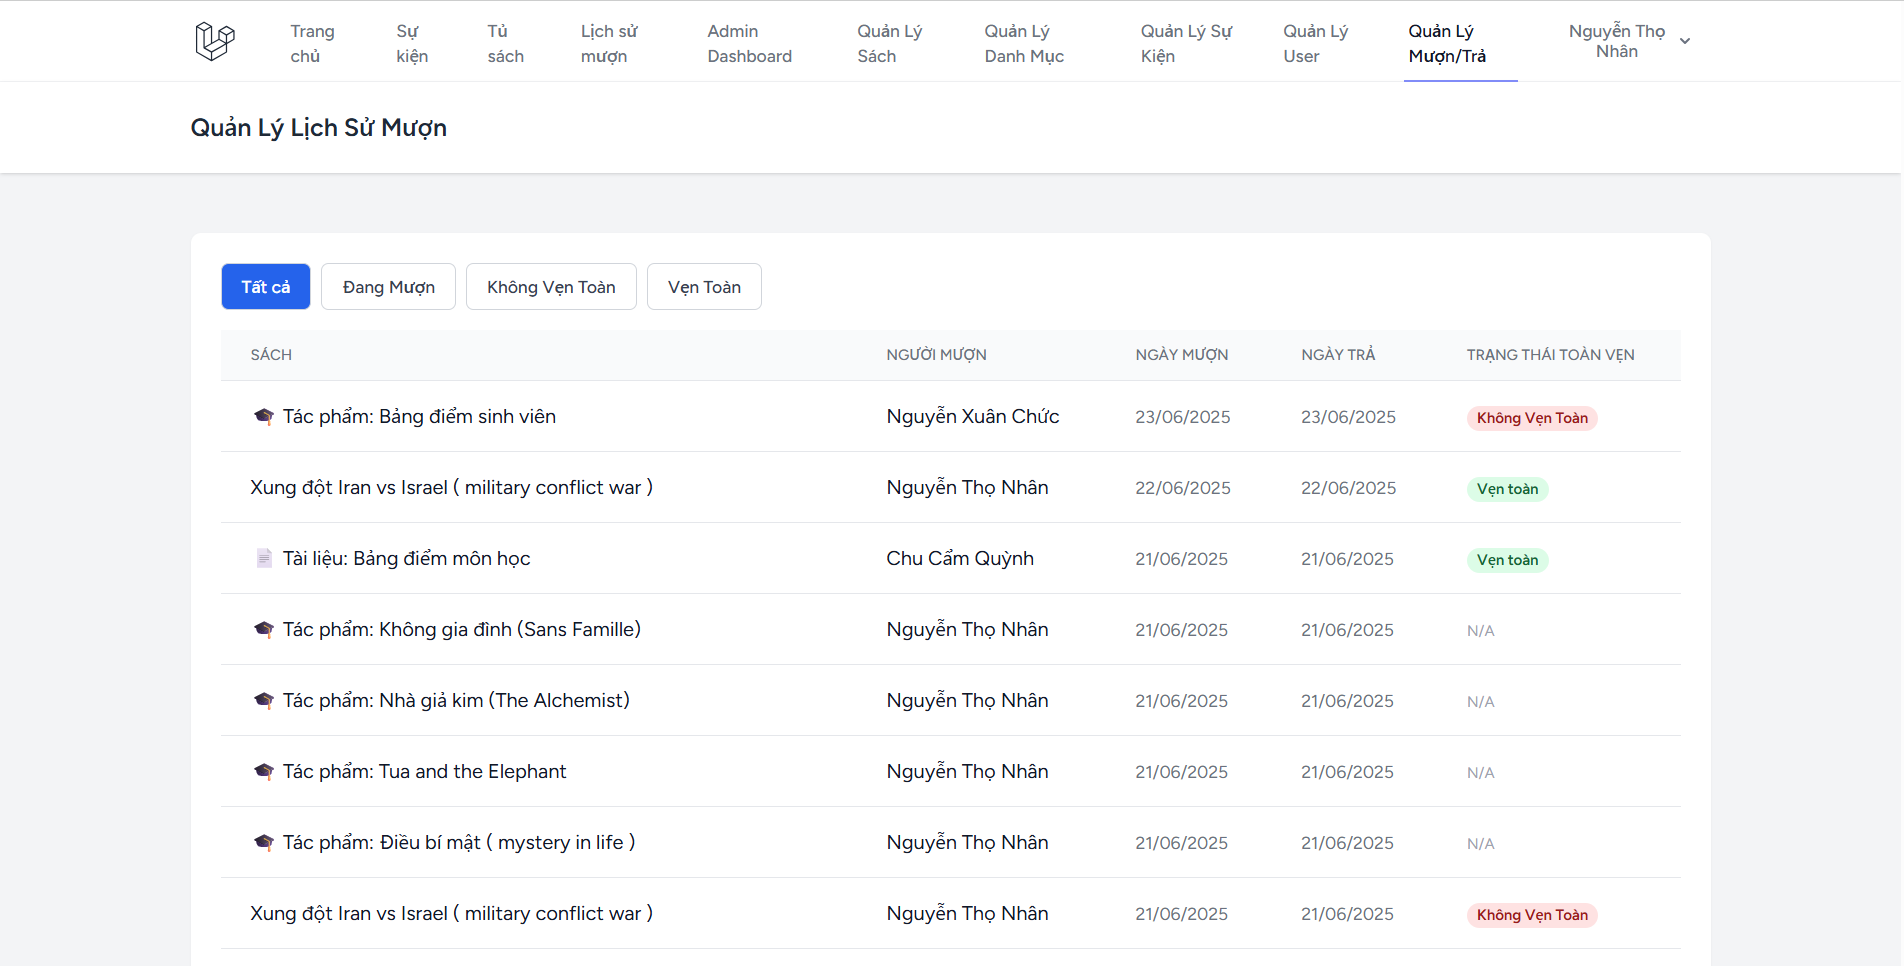 Trang chủ
Sự kiện
Tủ sách
Lịch sử mượn
Admin Dashboard
Quản Lý Sách
Quản Lý Danh Mục
Quản Lý Sự Kiện
Quản Lý User
Quản Lý Mượn/Trả
Nguyễn Thọ Nhân
Quản Lý Lịch Sử Mượn
Tất cả Đang Mượn Không Vẹn Toàn Vẹn Toàn
SÁCH NGƯỜI MƯỢN NGÀY MƯỢN NGÀY TRẢ TRẠNG THÁI TOÀN VẸN
🎓 Tác phẩm: Bảng điểm sinh viên Nguyễn Xuân Chức 23/06/2025 23/06/2025 Không Vẹn Toàn
Xung đột Iran vs Israel ( military conflict war ) Nguyễn Thọ Nhân 22/06/2025 22/06/2025 Vẹn toàn
📄 Tài liệu: Bảng điểm môn học Chu Cẩm Quỳnh 21/06/2025 21/06/2025 Vẹn toàn
🎓 Tác phẩm: Không gia đình (Sans Famille) Nguyễn Thọ Nhân 21/06/2025 21/06/2025 N/A
🎓 Tác phẩm: Nhà giả kim (The Alchemist) Nguyễn Thọ Nhân 21/06/2025 21/06/2025 N/A
🎓 Tác phẩm: Tua and the Elephant Nguyễn Thọ Nhân 21/06/2025 21/06/2025 N/A
🎓 Tác phẩm: Điều bí mật ( mystery in life ) Nguyễn Thọ Nhân 21/06/2025 21/06/2025 N/A
Xung đột Iran vs Israel ( military conflict war ) Nguyễn Thọ Nhân 21/06/2025 21/06/2025 Không Vẹn Toàn